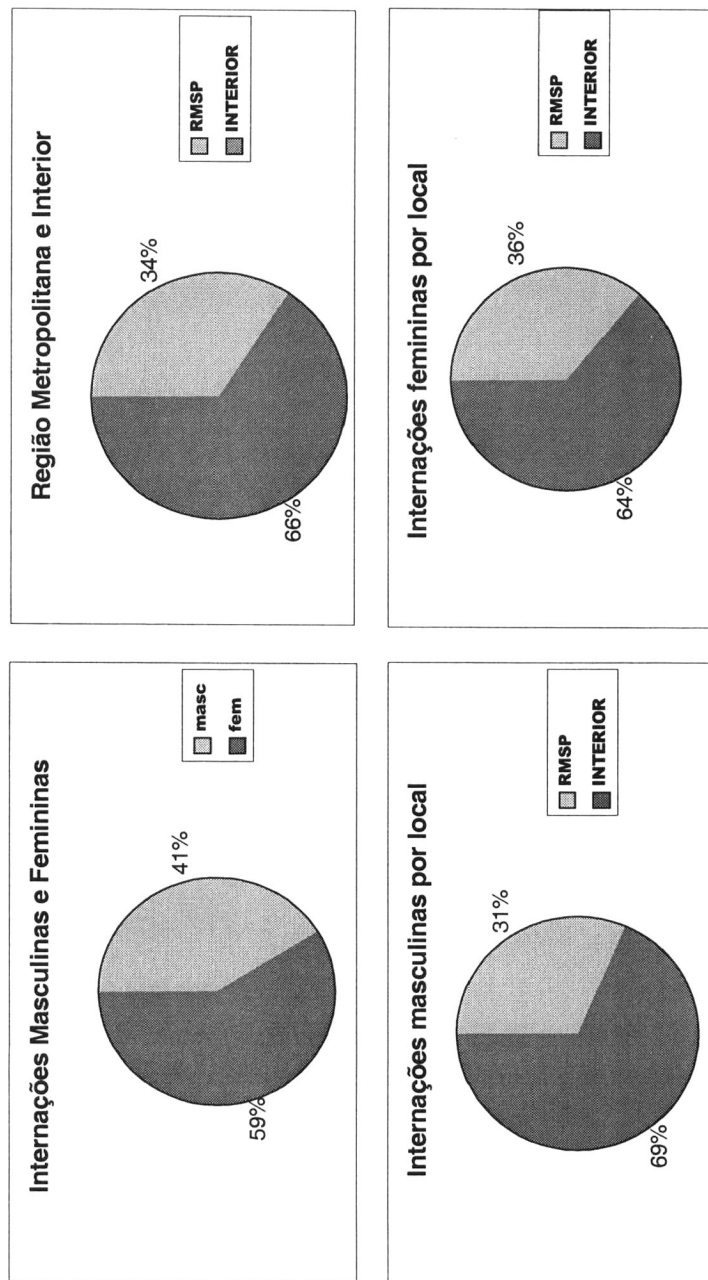 Internações Masculinas e Femininas
41%
59%
masc
fem
Região Metropolitana e Interior
34%
66%
RMSP
INTERIOR
Internações masculinas por local
31%
69%
RMSP
INTERIOR
Internações femininas por local
36%
64%
RMSP
INTERIOR